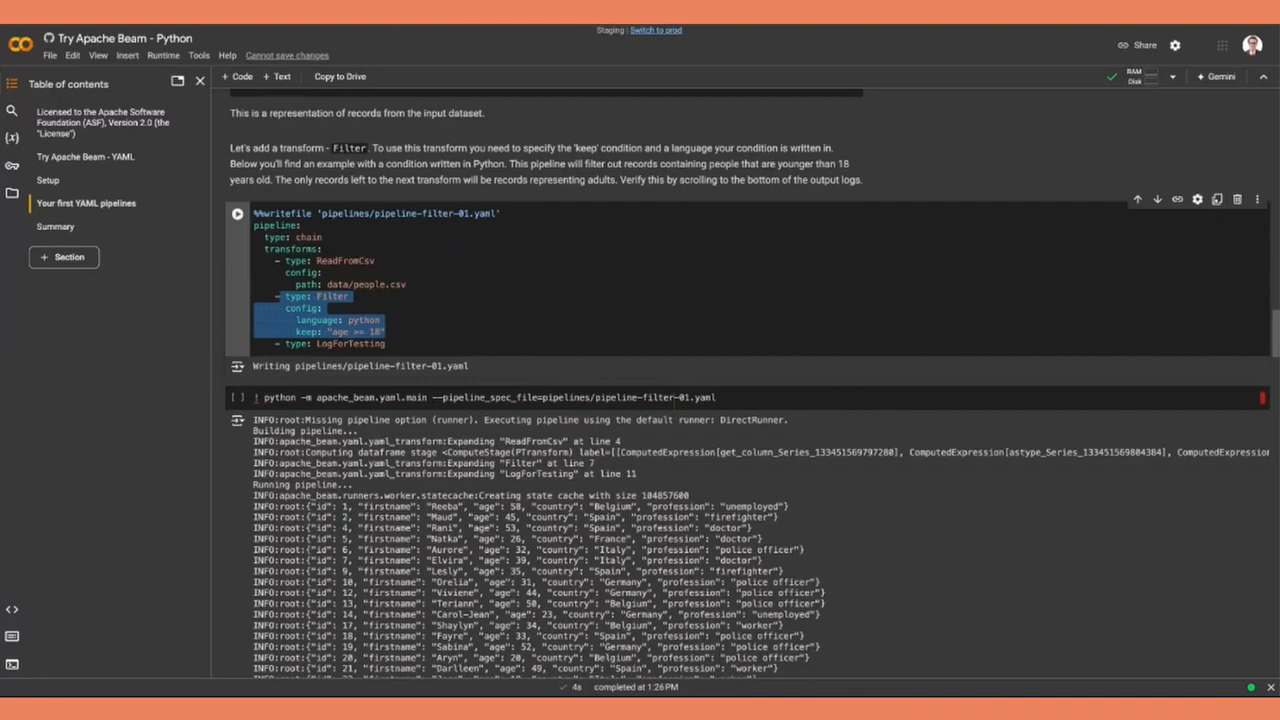 Staging | Switch to prod
Try Apache Beam - Python
File Edit View Insert Runtime Tools Help Cannot save changes
Share
Table of contents
+ Code + Text Copy to Drive
RAM
Disk
Gemini
Licensed to the Apache Software
Foundation (ASF), Version 2.0 (the
"License")
Try Apache Beam - YAML
Setup
Your first YAML pipelines
Summary
+ Section
This is a representation of records from the input dataset.
Let's add a transform - Filter. To use this transform you need to specify the 'keep' condition and a language your condition is written in.
Below you'll find an example with a condition written in Python. This pipeline will filter out records containing people that are younger than 18
years old. The only records left to the next transform will be records representing adults. Verify this by scrolling to the bottom of the output logs.
%%writefile 'pipelines/pipeline-filter-01.yaml'
pipeline:
type: chain
transforms:
- type: ReadFromCsv
config:
path: data/people.csv
- type: Filter
config:
language: python
keep: "age >= 18"
- type: LogForTesting
Writing pipelines/pipeline-filter-01.yaml
[ ] ! python -m apache_beam.yaml.main --pipeline_spec_file=pipelines/pipeline-filter-01.yaml
INFO:root:Missing pipeline option (runner). Executing pipeline using the default runner: DirectRunner.
Building pipeline...
INFO:apache_beam.yaml.yaml_transform:Expanding "ReadFromCsv" at line 4
INFO:root:Computing dataframe stage <ComputeStage(PTransform) label=[[ComputedExpression[get_column_Series_133451569797280], ComputedExpression[astype_Series_133451569804384], ComputedExpression
INFO:apache_beam.yaml.yaml_transform:Expanding "Filter" at line 7
INFO:apache_beam.yaml.yaml_transform:Expanding "LogForTesting" at line 11
Running pipeline...
INFO:apache_beam.runners.worker.statecache:Creating state cache with size 104857600
INFO:root:{"id": 1, "firstname": "Reeba", "age": 58, "country": "Belgium", "profession": "unemployed"}
INFO:root:{"id": 2, "firstname": "Maud", "age": 45, "country": "Spain", "profession": "firefighter"}
INFO:root:{"id": 4, "firstname": "Rani", "age": 53, "country": "Spain", "profession": "doctor"}
INFO:root:{"id": 5, "firstname": "Natka", "age": 26, "country": "France", "profession": "doctor"}
INFO:root:{"id": 6, "firstname": "Aurore", "age": 32, "country": "Italy", "profession": "police officer"}
INFO:root:{"id": 7, "firstname": "Elvira", "age": 39, "country": "Italy", "profession": "doctor"}
INFO:root:{"id": 9, "firstname": "Lesly", "age": 35, "country": "Spain", "profession": "firefighter"}
INFO:root:{"id": 10, "firstname": "Orelia", "age": 31, "country": "Germany", "profession": "police officer"}
INFO:root:{"id": 12, "firstname": "Viviene", "age": 44, "country": "Germany", "profession": "police officer"}
INFO:root:{"id": 13, "firstname": "Teriann", "age": 50, "country": "Belgium", "profession": "police officer"}
INFO:root:{"id": 14, "firstname": "Carol-Jean", "age": 23, "country": "Germany", "profession": "unemployed"}
INFO:root:{"id": 17, "firstname": "Shaylyn", "age": 34, "country": "Belgium", "profession": "worker"}
INFO:root:{"id": 18, "firstname": "Fayre", "age": 33, "country": "Spain", "profession": "police officer"}
INFO:root:{"id": 19, "firstname": "Sabina", "age": 52, "country": "Germany", "profession": "police officer"}
INFO:root:{"id": 20, "firstname": "Aryn", "age": 20, "country": "Belgium", "profession": "police officer"}
INFO:root:{"id": 21, "firstname": "Darlleen", "age": 49, "country": "Spain", "profession": "worker"}
4s completed at 1:26 PM